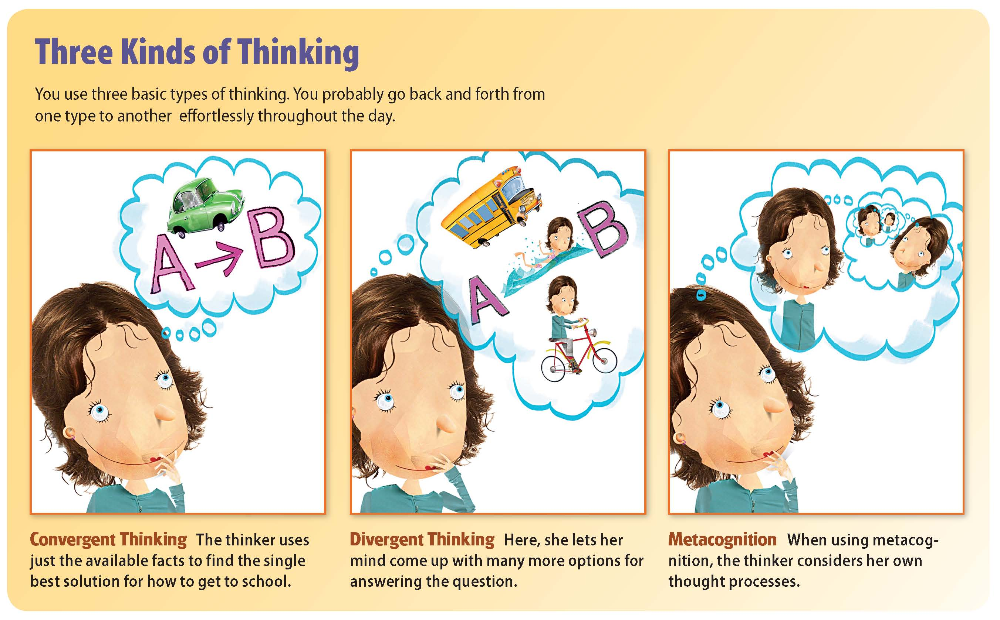 Three Kinds of Thinking
You use three basic types of thinking. You probably go back and forth from
one type to another effortlessly throughout the day.
A B
A B
Convergent Thinking The thinker uses
just the available facts to find the single
best solution for how to get to school.
Divergent Thinking Here, she lets her
mind come up with many more options for
answering the question.
Metacognition When using metacog-
nition, the thinker considers her own
thought processes.